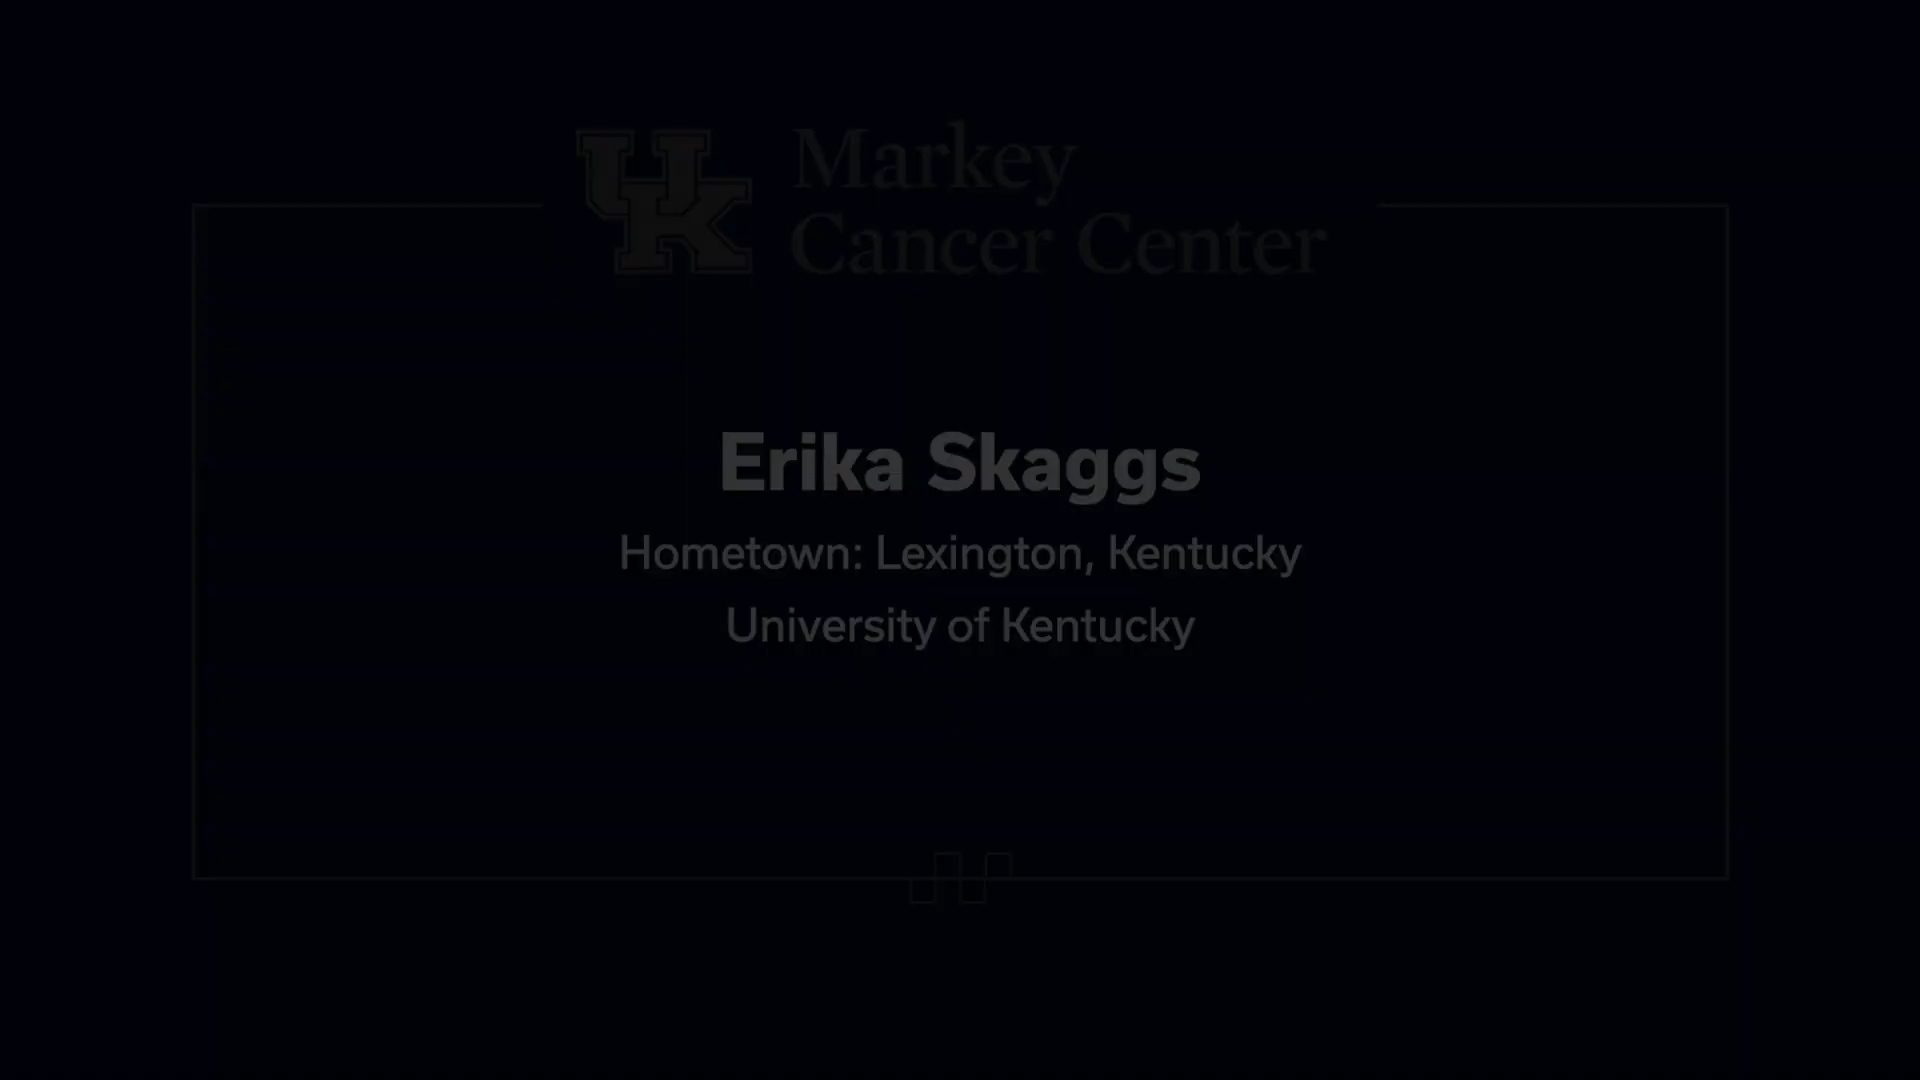 UK
Markey
Cancer Center
Erika Skaggs
Hometown: Lexington, Kentucky
University of Kentucky